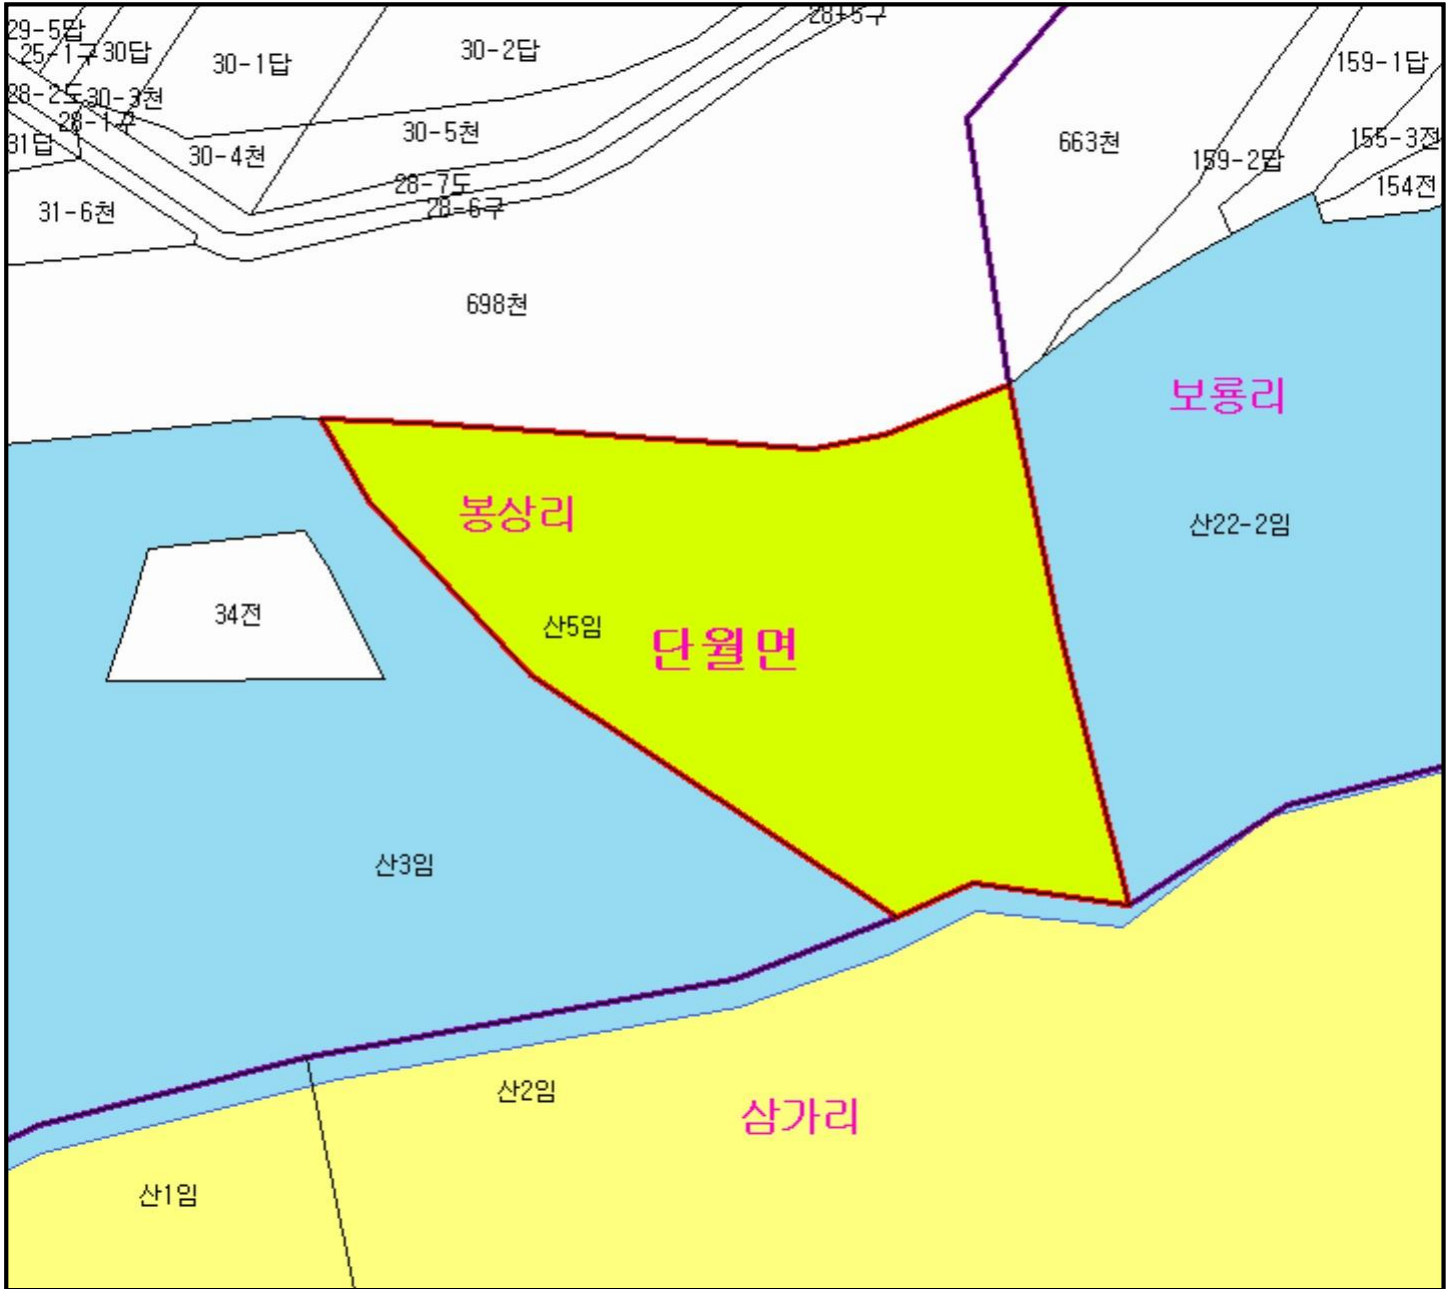 29-5답
25-1구
30답
30-1답
30-2답
28-5구
159-1답
28-2도
30-3천
28-1구
31답
30-4천
30-5천
663천
159-2답
155-3전
28-7도
154전
31-6천
28-6구
698천
보룡리
봉상리
산22-2임
34전
산5임
단월면
산3임
산2임
삼가리
산1임